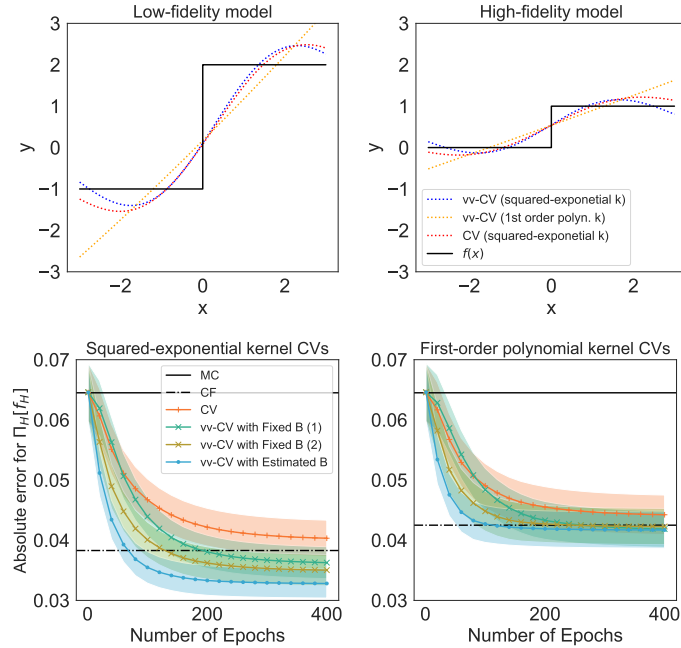 Low-fidelity model
3
2
1
0
−1
−2
−3
y
−2
0
2
x
High-fidelity model
3
2
1
0
−1
−2
−3
y
−2
0
2
x
vv-CV (squared-exponetial k)
vv-CV (1st order polyn. k)
CV (squared-exponetial k)
f(x)
Squared-exponential kernel CVs
0.07
0.06
0.05
0.04
0.03
Absolute error for Π_H[f_H]
0
200
400
Number of Epochs
MC
CF
CV
vv-CV with Fixed B (1)
vv-CV with Fixed B (2)
vv-CV with Estimated B
First-order polynomial kernel CVs
0.07
0.06
0.05
0.04
0.03
0
200
400
Number of Epochs